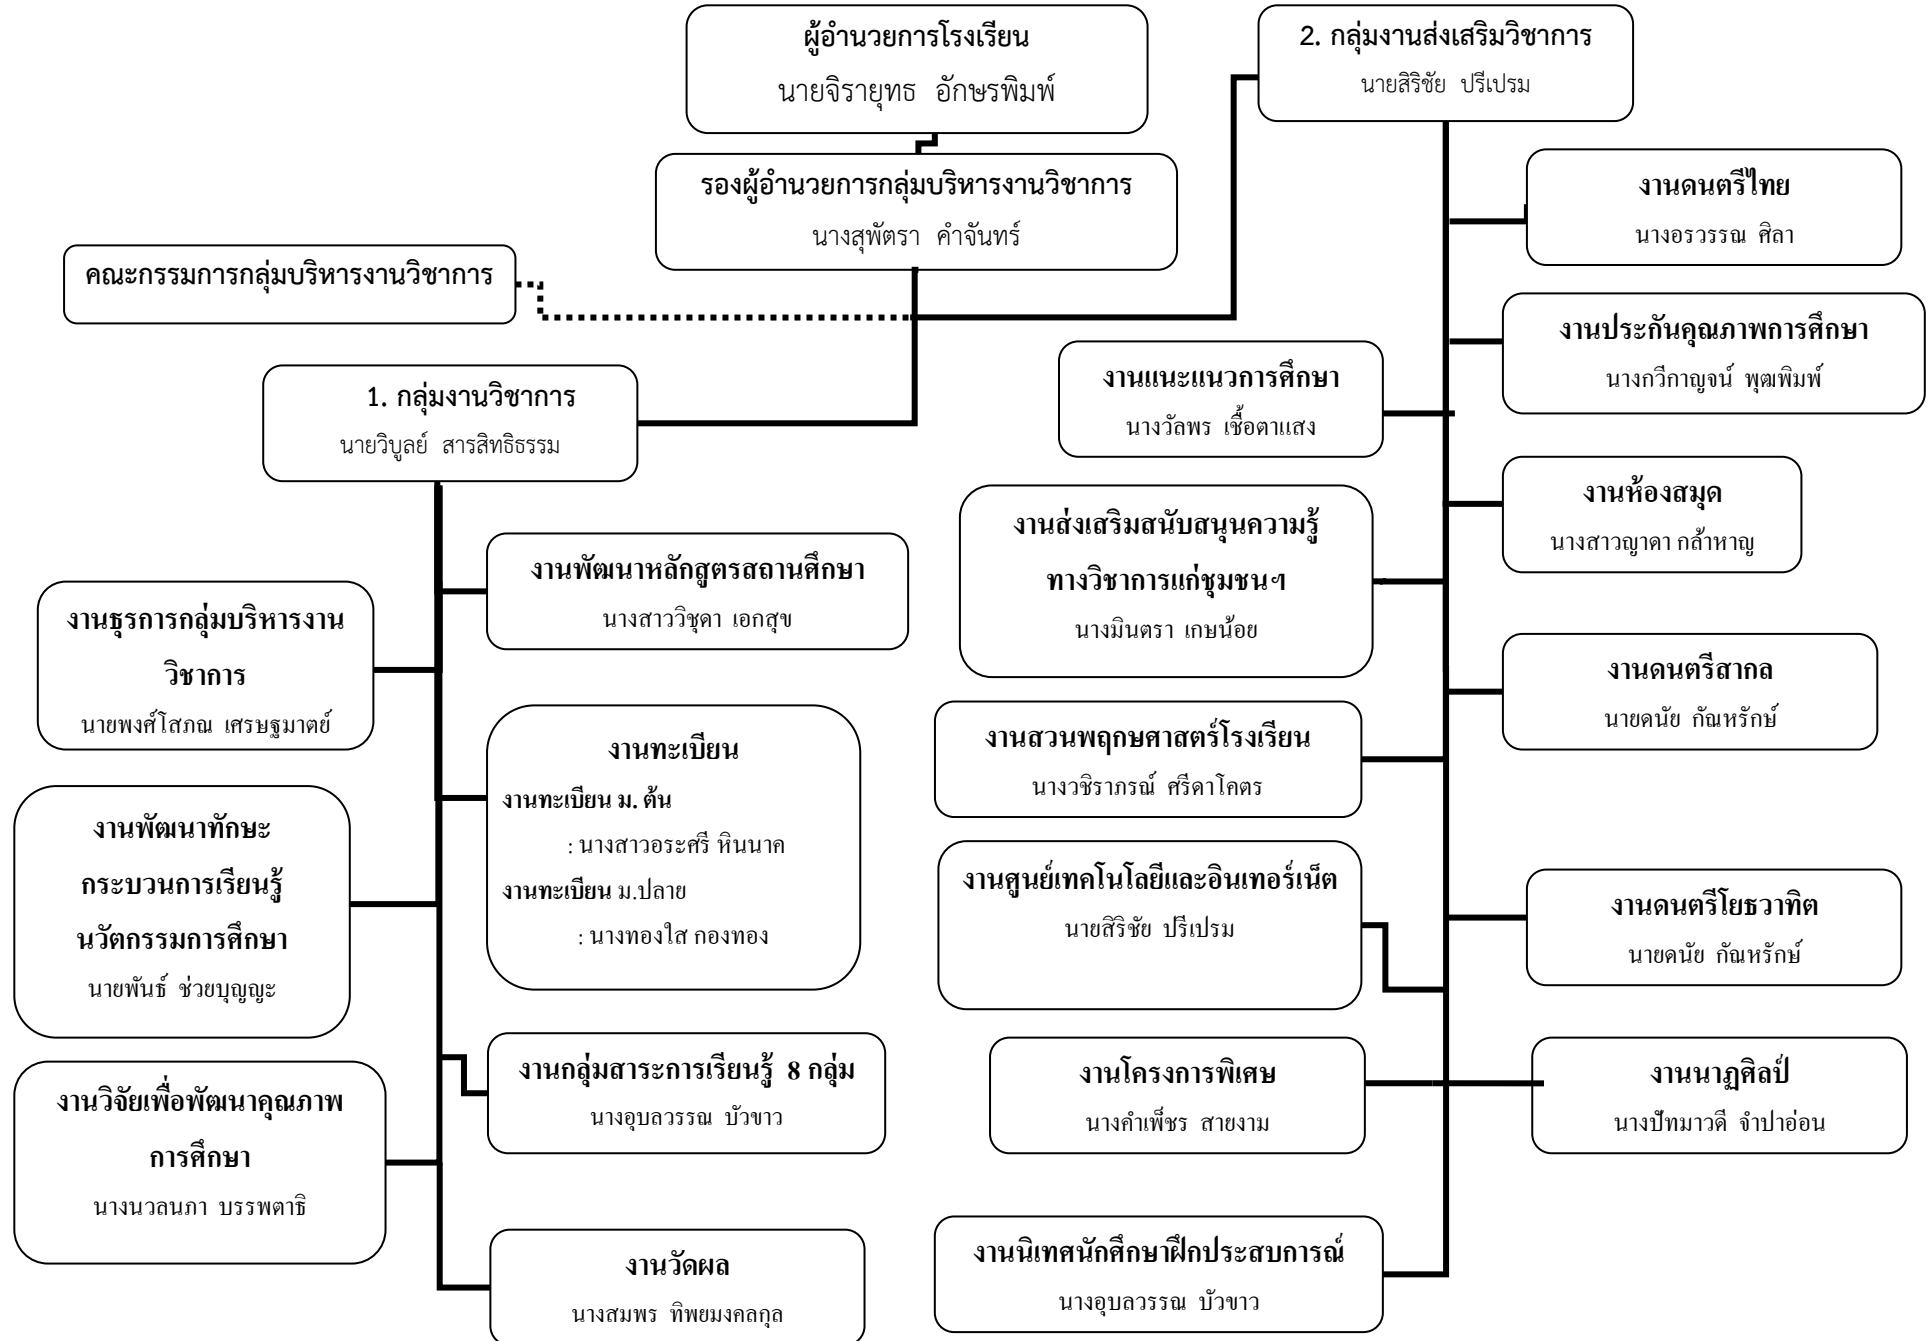 ผู้อำนวยการโรงเรียน
นายจิรายุทธ อักษรพิมพ์
รองผู้อำนวยการกลุ่มบริหารงานวิชาการ
นางสุพัตรา คำจันทร์
คณะกรรมการกลุ่มบริหารงานวิชาการ
1. กลุ่มงานวิชาการ
นายวิบูลย์ สารสิทธิธรรม
งานพัฒนาหลักสูตรสถานศึกษา
นางสาววิชุดา เอกสุข
งานธุรการกลุ่มบริหารงาน
วิชาการ
นายพงศ์โสภณ เศรษฐมาตย์
งานทะเบียน
งานทะเบียน ม. ต้น
: นางสาวอระศรี หินนาค
งานทะเบียน ม.ปลาย
: นางทองใส กองทอง
งานพัฒนาทักษะ
กระบวนการเรียนรู้
นวัตกรรมการศึกษา
นายพันธ์ ช่วยบุญญะ
งานกลุ่มสาระการเรียนรู้ 8 กลุ่ม
นางอุบลวรรณ บัวขาว
งานวิจัยเพื่อพัฒนาคุณภาพ
การศึกษา
นางนวลนภา บรรพตาธิ
งานวัดผล
นางสมพร ทิพยมงคลกุล
2. กลุ่มงานส่งเสริมวิชาการ
นายสิริชัย ปรีเปรม
งานดนตรีไทย
นางอรวรรณ ศิลา
งานประกันคุณภาพการศึกษา
นางกวีกาญจน์ พุฒพิมพ์
งานแนะแนวการศึกษา
นางวัลพร เชื้อตาแสง
งานห้องสมุด
นางสาวญาดา กล้าหาญ
งานส่งเสริมสนับสนุนความรู้
ทางวิชาการแก่ชุมชนฯ
นางมินตรา เกษน้อย
งานดนตรีสากล
นายดนัย กัณหรักษ์
งานสวนพฤกษศาสตร์โรงเรียน
นางวชิราภรณ์ ศรีดาโคตร
งานศูนย์เทคโนโลยีและอินเทอร์เน็ต
นายสิริชัย ปรีเปรม
งานดนตรีโยธวาทิต
นายดนัย กัณหรักษ์
งานโครงการพิเศษ
นางคำเพ็ชร สายงาม
งานนาฏศิลป์
นางปัทมาวดี จำปาอ่อน
งานนิเทศนักศึกษาฝึกประสบการณ์
นางอุบลวรรณ บัวขาว